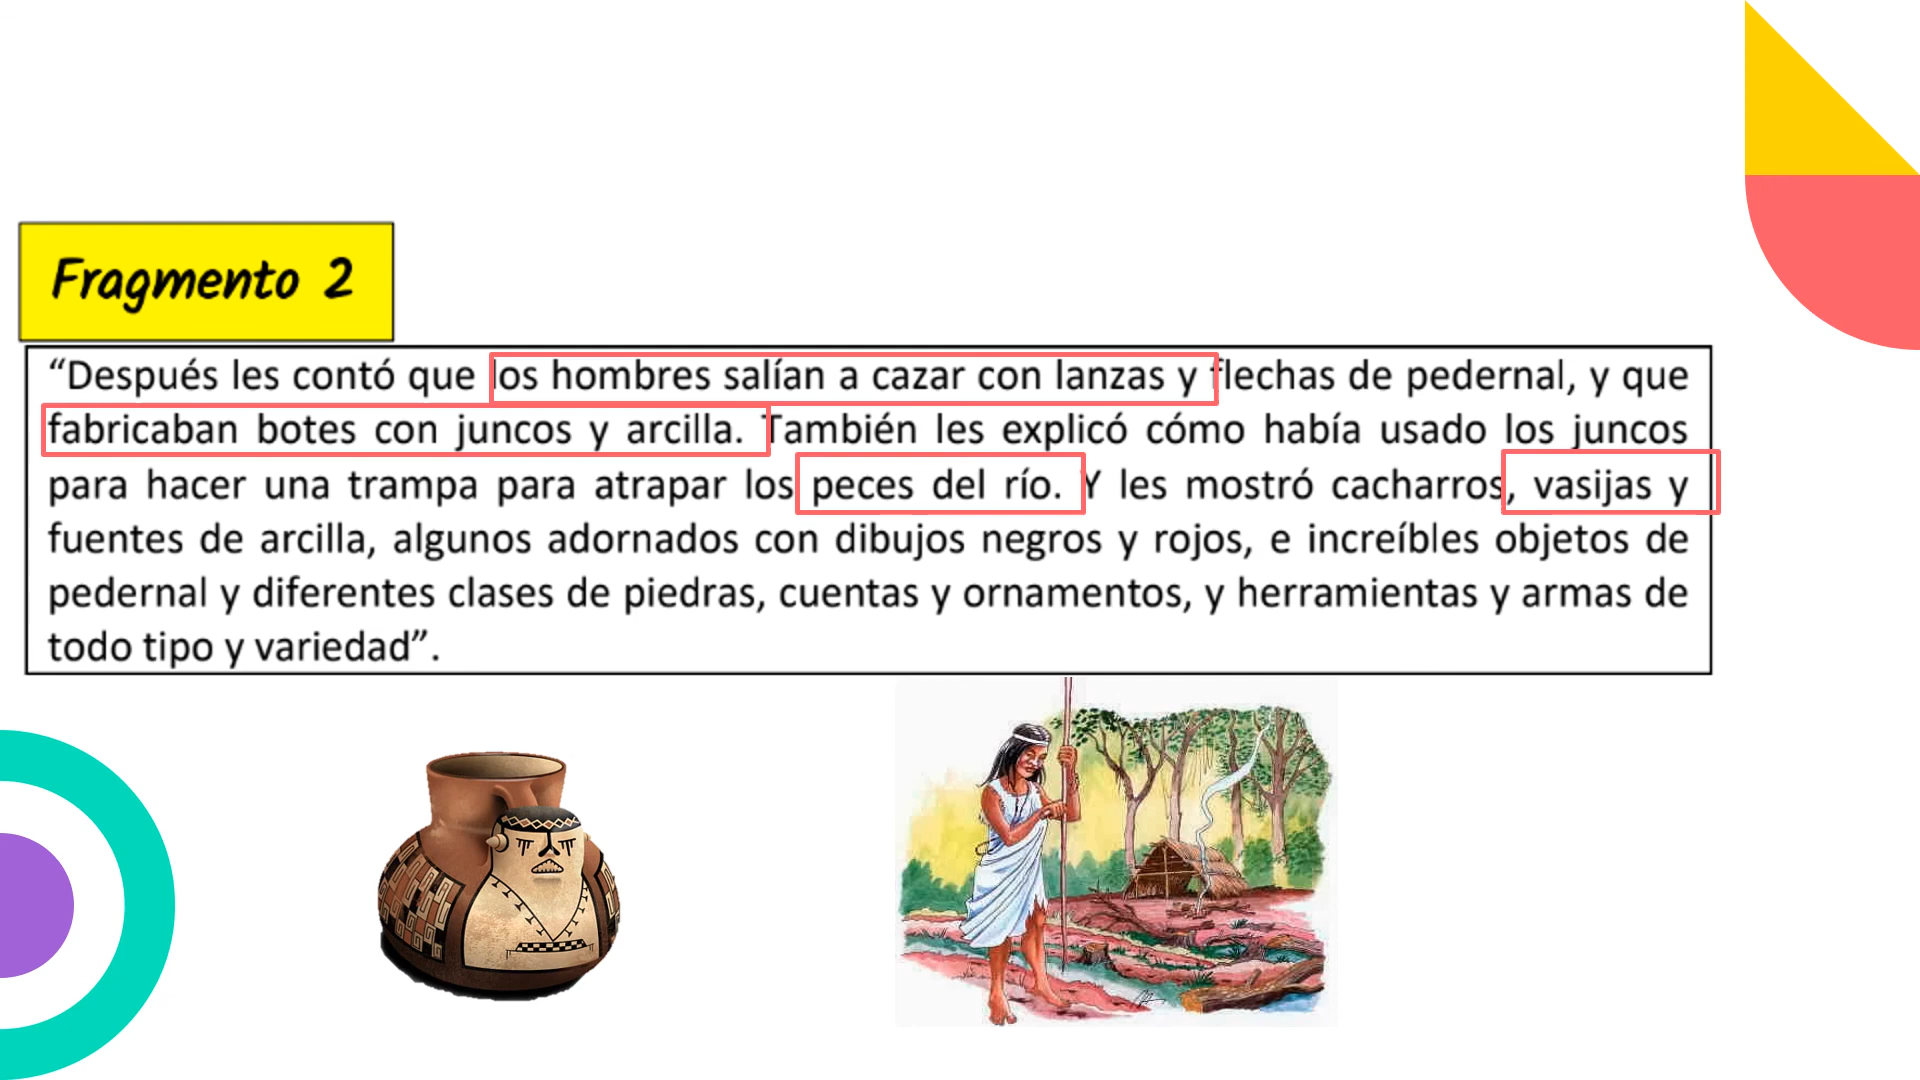 Fragmento 2
“Después les contó que los hombres salían a cazar con lanzas y flechas de pedernal, y que
fabricaban botes con juncos y arcilla. También les explicó cómo había usado los juncos
para hacer una trampa para atrapar los peces del río. Y les mostró cacharros, vasijas y
fuentes de arcilla, algunos adornados con dibujos negros y rojos, e increíbles objetos de
pedernal y diferentes clases de piedras, cuentas y ornamentos, y herramientas y armas de
todo tipo y variedad”.